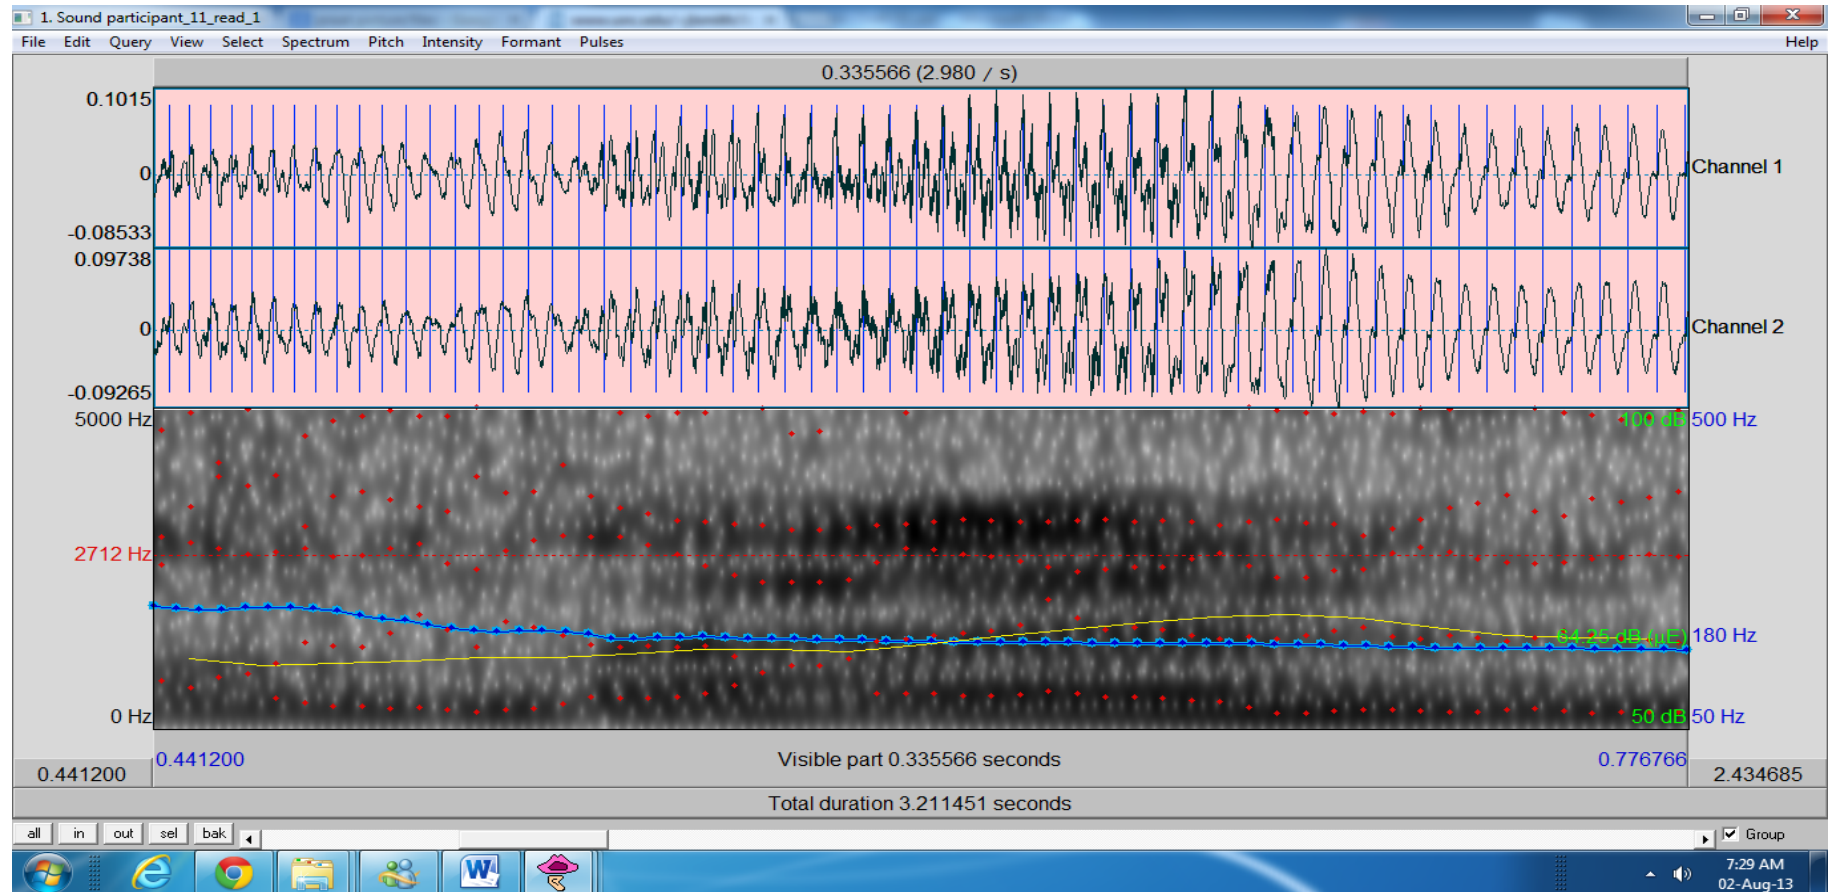 1. Sound participant_11_read_1
File Edit Query View Select Spectrum Pitch Intensity Formant Pulses Help
0.335566 (2.980 / s)
0.1015
0
Channel 1
-0.08533
0.09738
0
Channel 2
-0.09265
5000 Hz 100 dB 500 Hz
2712 Hz
64.25 dB (µE) 180 Hz
0 Hz 50 dB 50 Hz
0.441200 Visible part 0.335566 seconds 0.776766
0.441200 2.434685
Total duration 3.211451 seconds
all in out sel bak Group
7:29 AM
02-Aug-13